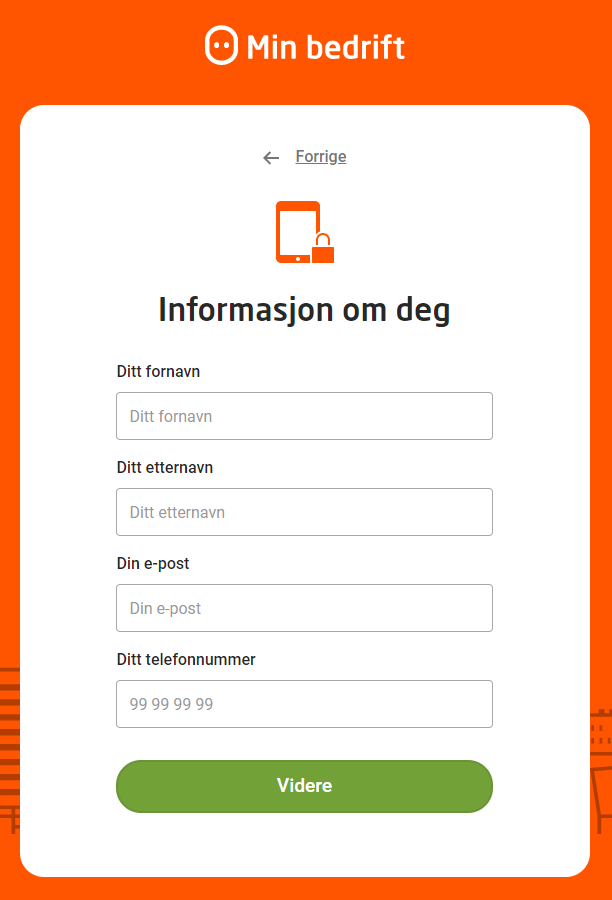 Min bedrift
Forrige
Informasjon om deg
Ditt fornavn
Ditt fornavn
Ditt etternavn
Ditt etternavn
Din e-post
Din e-post
Ditt telefonnummer
99 99 99 99
Videre